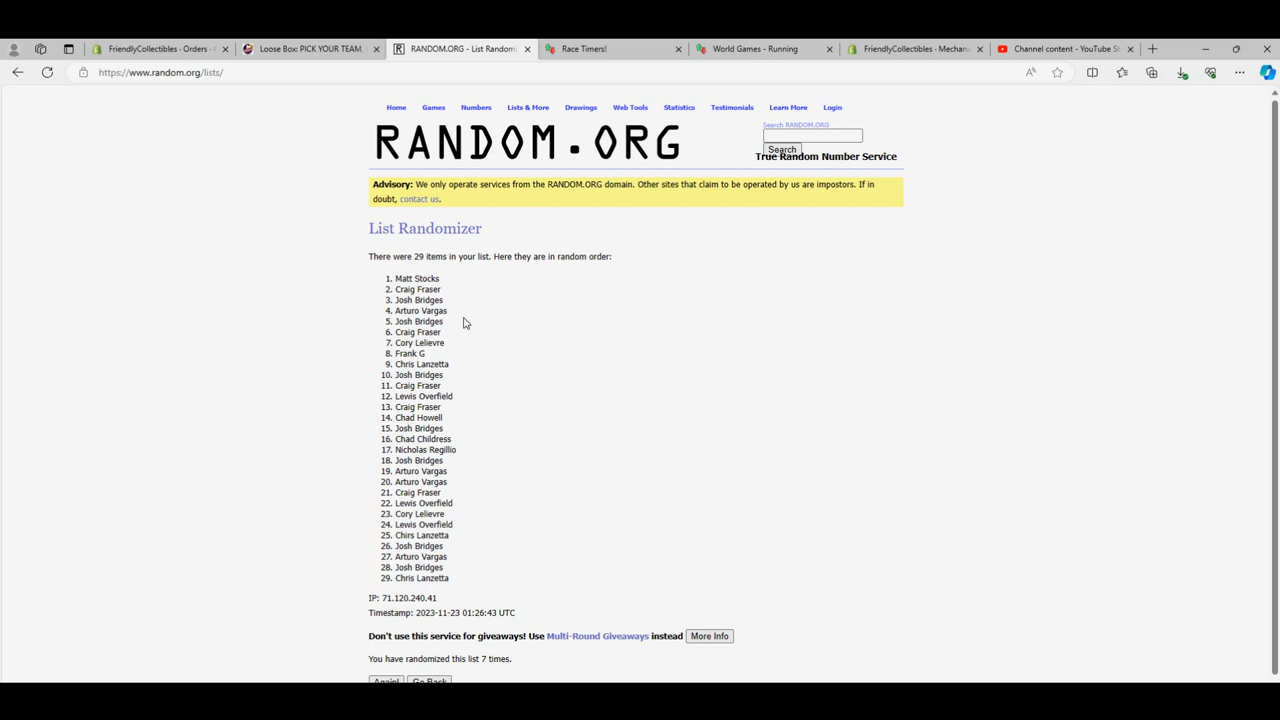 FriendlyCollectibles - Orders -
Loose Box: PICK YOUR TEAM,
RANDOM.ORG - List Random
Race Timers!
World Games - Running
FriendlyCollectibles - Mechani
Channel content - YouTube St
https://www.random.org/lists/
Home Games Numbers Lists & More Drawings Web Tools Statistics Testimonials Learn More Login
RANDOM.ORG
Search RANDOM.ORG
Search
True Random Number Service
Advisory: We only operate services from the RANDOM.ORG domain. Other sites that claim to be operated by us are impostors. If in
doubt, contact us.
List Randomizer
There were 29 items in your list. Here they are in random order:
1. Matt Stocks
2. Craig Fraser
3. Josh Bridges
4. Arturo Vargas
5. Josh Bridges
6. Craig Fraser
7. Cory Lelievre
8. Frank G
9. Chris Lanzetta
10. Josh Bridges
11. Craig Fraser
12. Lewis Overfield
13. Craig Fraser
14. Chad Howell
15. Josh Bridges
16. Chad Childress
17. Nicholas Regillio
18. Josh Bridges
19. Arturo Vargas
20. Arturo Vargas
21. Craig Fraser
22. Lewis Overfield
23. Cory Lelievre
24. Lewis Overfield
25. Chirs Lanzetta
26. Josh Bridges
27. Arturo Vargas
28. Josh Bridges
29. Chris Lanzetta
IP: 71.120.240.41
Timestamp: 2023-11-23 01:26:43 UTC
Don't use this service for giveaways! Use Multi-Round Giveaways instead More Info
You have randomized this list 7 times.
Again! Go Back